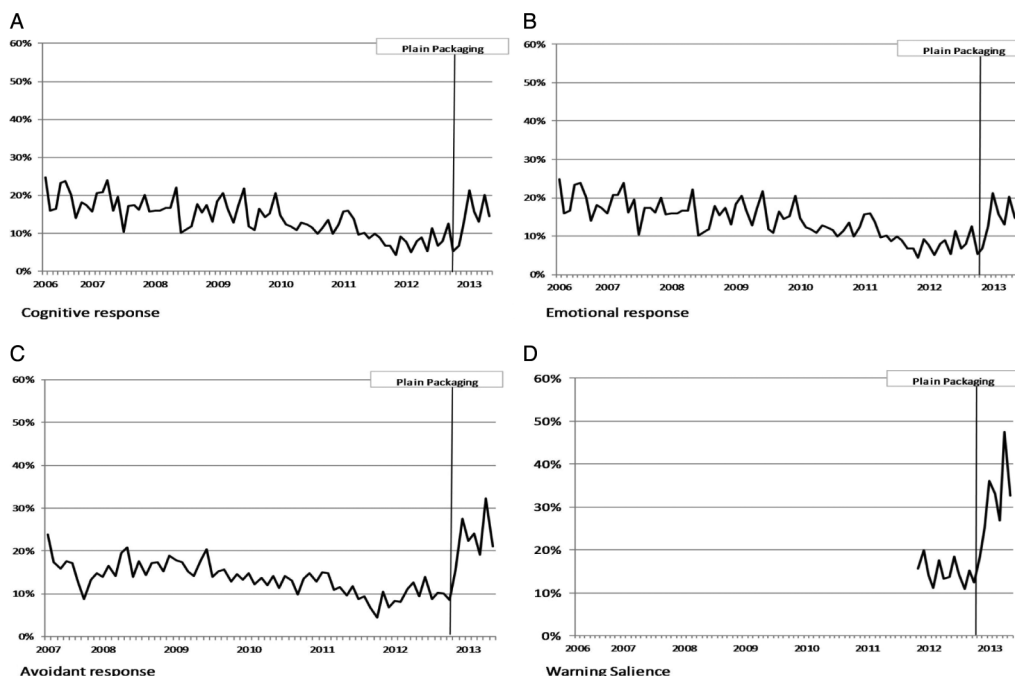 A
Plain Packaging
60%
50%
40%
30%
20%
10%
0%
2006 2007 2008 2009 2010 2011 2012 2013
Cognitive response
B
Plain Packaging
60%
50%
40%
30%
20%
10%
0%
2006 2007 2008 2009 2010 2011 2012 2013
Emotional response
C
Plain Packaging
60%
50%
40%
30%
20%
10%
0%
2007 2008 2009 2010 2011 2012 2013
Avoidant response
D
Plain Packaging
60%
50%
40%
30%
20%
10%
0%
2006 2007 2008 2009 2010 2011 2012 2013
Warning Salience